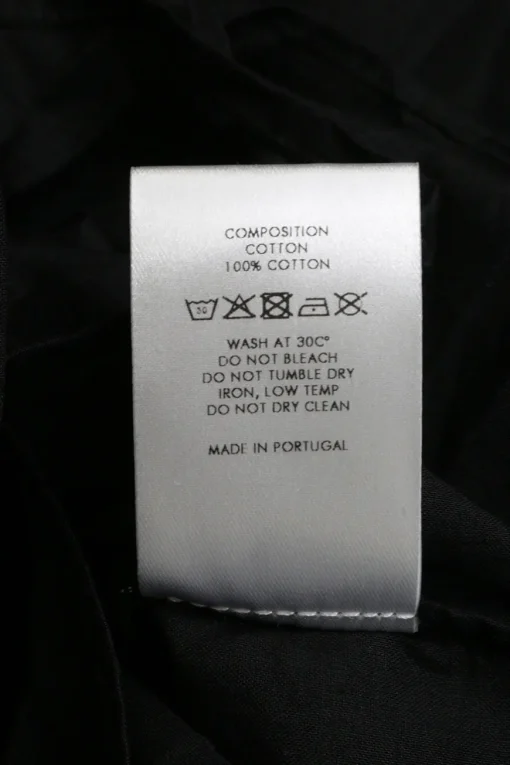 COMPOSITION
COTTON
100% COTTON
30
WASH AT 30C°
DO NOT BLEACH
DO NOT TUMBLE DRY
IRON, LOW TEMP
DO NOT DRY CLEAN
MADE IN PORTUGAL